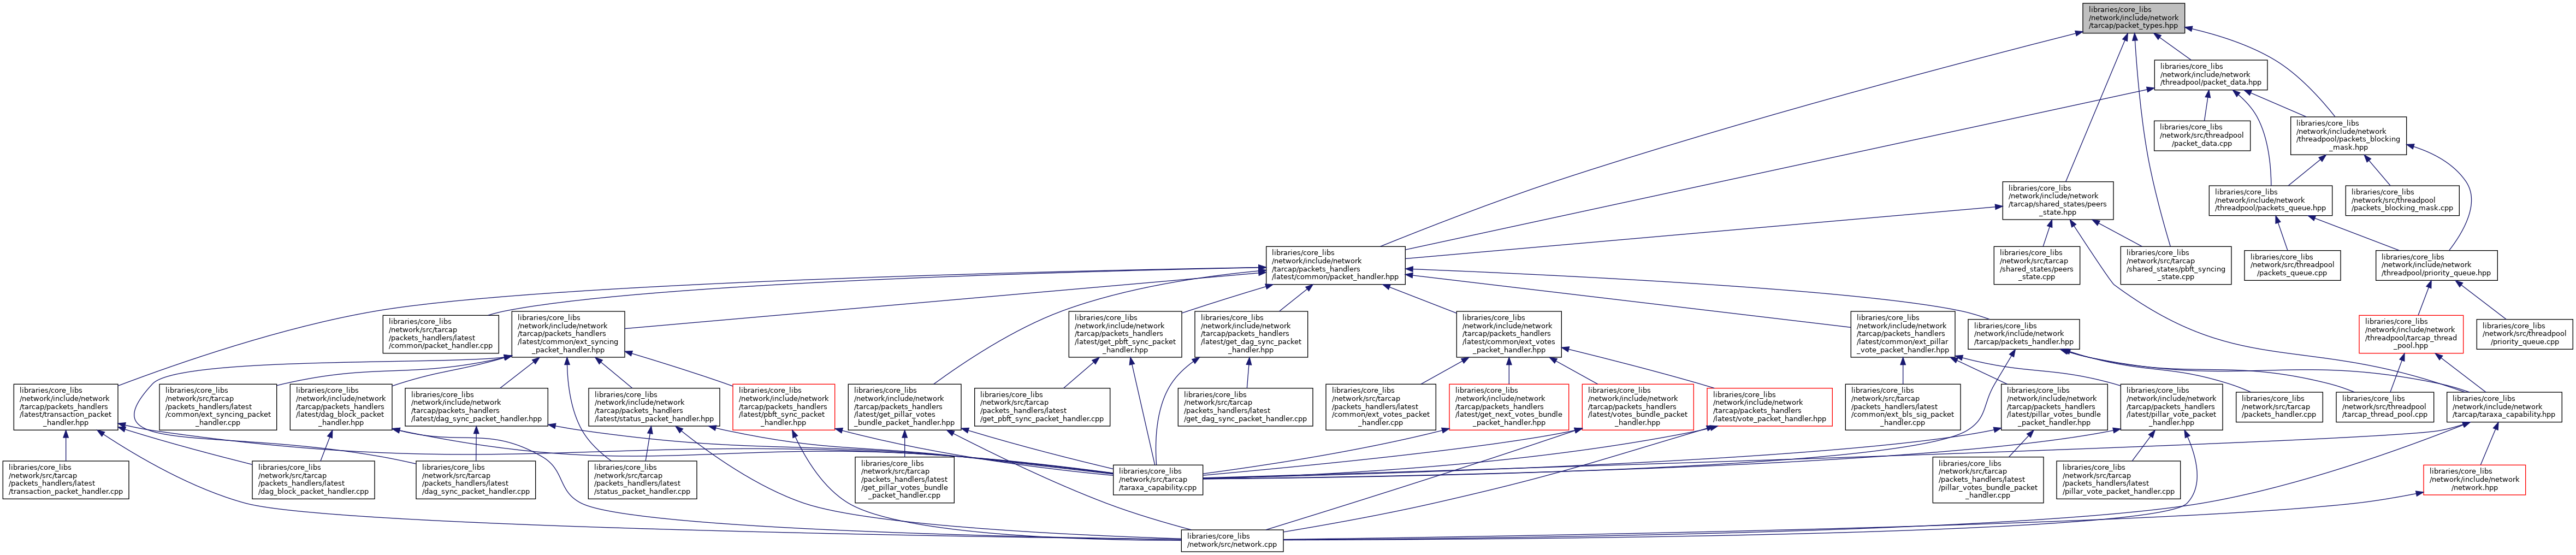 libraries/core_libs
/network/include/network
/tarcap/packet_types.hpp
libraries/core_libs
/network/include/network
/threadpool/packet_data.hpp
libraries/core_libs
/network/src/threadpool
/packet_data.cpp
libraries/core_libs
/network/include/network
/threadpool/packets_blocking
_mask.hpp
libraries/core_libs
/network/include/network
/tarcap/shared_states/peers
_state.hpp
libraries/core_libs
/network/include/network
/threadpool/packets_queue.hpp
libraries/core_libs
/network/src/threadpool
/packets_blocking_mask.cpp
libraries/core_libs
/network/include/network
/tarcap/packets_handlers
/latest/common/packet_handler.hpp
libraries/core_libs
/network/src/tarcap
/shared_states/peers
_state.cpp
libraries/core_libs
/network/src/tarcap
/shared_states/pbft_syncing
_state.cpp
libraries/core_libs
/network/src/threadpool
/packets_queue.cpp
libraries/core_libs
/network/include/network
/threadpool/priority_queue.hpp
libraries/core_libs
/network/src/tarcap
/packets_handlers/latest
/common/packet_handler.cpp
libraries/core_libs
/network/include/network
/tarcap/packets_handlers
/latest/common/ext_syncing
_packet_handler.hpp
libraries/core_libs
/network/include/network
/tarcap/packets_handlers
/latest/get_pbft_sync_packet
_handler.hpp
libraries/core_libs
/network/include/network
/tarcap/packets_handlers
/latest/get_dag_sync_packet
_handler.hpp
libraries/core_libs
/network/include/network
/tarcap/packets_handlers
/latest/common/ext_votes
_packet_handler.hpp
libraries/core_libs
/network/include/network
/tarcap/packets_handlers
/latest/common/ext_pillar
_vote_packet_handler.hpp
libraries/core_libs
/network/include/network
/tarcap/packets_handler.hpp
libraries/core_libs
/network/include/network
/threadpool/tarcap_thread
_pool.hpp
libraries/core_libs
/network/src/threadpool
/priority_queue.cpp
libraries/core_libs
/network/include/network
/tarcap/packets_handlers
/latest/transaction_packet
_handler.hpp
libraries/core_libs
/network/src/tarcap
/packets_handlers/latest
/common/ext_syncing_packet
_handler.cpp
libraries/core_libs
/network/include/network
/tarcap/packets_handlers
/latest/dag_block_packet
_handler.hpp
libraries/core_libs
/network/include/network
/tarcap/packets_handlers
/latest/dag_sync_packet_handler.hpp
libraries/core_libs
/network/include/network
/tarcap/packets_handlers
/latest/status_packet_handler.hpp
libraries/core_libs
/network/include/network
/tarcap/packets_handlers
/latest/pbft_sync_packet
_handler.hpp
libraries/core_libs
/network/include/network
/tarcap/packets_handlers
/latest/get_pillar_votes
_bundle_packet_handler.hpp
libraries/core_libs
/network/src/tarcap
/packets_handlers/latest
/get_pbft_sync_packet_handler.cpp
libraries/core_libs
/network/src/tarcap
/packets_handlers/latest
/get_dag_sync_packet_handler.cpp
libraries/core_libs
/network/src/tarcap
/packets_handlers/latest
/common/ext_votes_packet
_handler.cpp
libraries/core_libs
/network/include/network
/tarcap/packets_handlers
/latest/get_next_votes_bundle
_packet_handler.hpp
libraries/core_libs
/network/include/network
/tarcap/packets_handlers
/latest/votes_bundle_packet
_handler.hpp
libraries/core_libs
/network/include/network
/tarcap/packets_handlers
/latest/vote_packet_handler.hpp
libraries/core_libs
/network/src/tarcap
/packets_handlers/latest
/common/ext_bls_sig_packet
_handler.cpp
libraries/core_libs
/network/include/network
/tarcap/packets_handlers
/latest/pillar_votes_bundle
_packet_handler.hpp
libraries/core_libs
/network/include/network
/tarcap/packets_handlers
/latest/pillar_vote_packet
_handler.hpp
libraries/core_libs
/network/src/tarcap
/packets_handler.cpp
libraries/core_libs
/network/src/threadpool
/tarcap_thread_pool.cpp
libraries/core_libs
/network/include/network
/tarcap/taraxa_capability.hpp
libraries/core_libs
/network/src/tarcap
/packets_handlers/latest
/transaction_packet_handler.cpp
libraries/core_libs
/network/src/tarcap
/packets_handlers/latest
/dag_block_packet_handler.cpp
libraries/core_libs
/network/src/tarcap
/packets_handlers/latest
/dag_sync_packet_handler.cpp
libraries/core_libs
/network/src/tarcap
/packets_handlers/latest
/status_packet_handler.cpp
libraries/core_libs
/network/src/tarcap
/packets_handlers/latest
/get_pillar_votes_bundle
_packet_handler.cpp
libraries/core_libs
/network/src/tarcap
/taraxa_capability.cpp
libraries/core_libs
/network/src/tarcap
/packets_handlers/latest
/pillar_votes_bundle_packet
_handler.cpp
libraries/core_libs
/network/src/tarcap
/packets_handlers/latest
/pillar_vote_packet_handler.cpp
libraries/core_libs
/network/include/network
/network.hpp
libraries/core_libs
/network/src/network.cpp